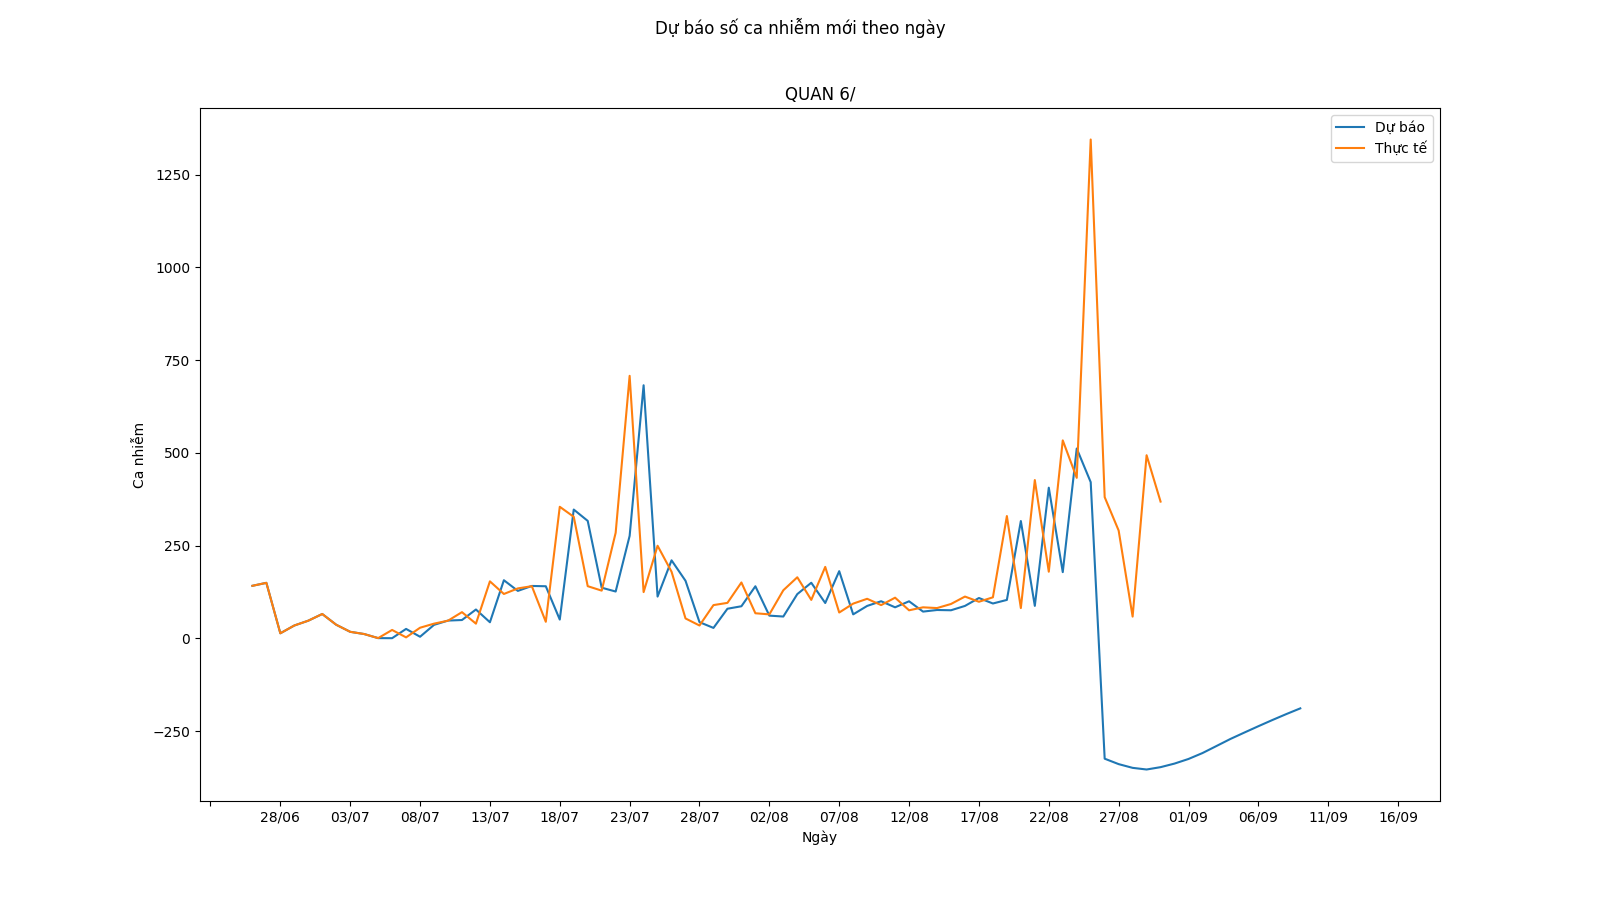 Dự báo số ca nhiễm mới theo ngày
QUAN 6/
Dự báo
Thực tế
1250
1000
750
500
250
0
−250
Ca nhiễm
28/06 03/07 08/07 13/07 18/07 23/07 28/07 02/08 07/08 12/08 17/08 22/08 27/08 01/09 06/09 11/09 16/09
Ngày